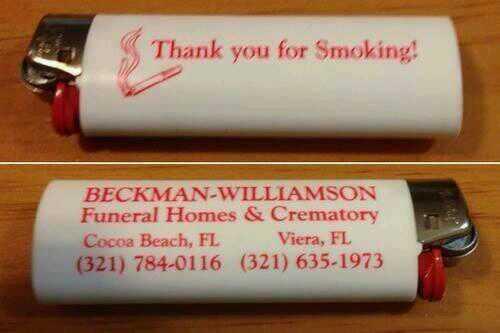 Thank you for Smoking!
BECKMAN-WILLIAMSON
Funeral Homes & Crematory
Cocoa Beach, FL Viera, FL
(321) 784-0116 (321) 635-1973